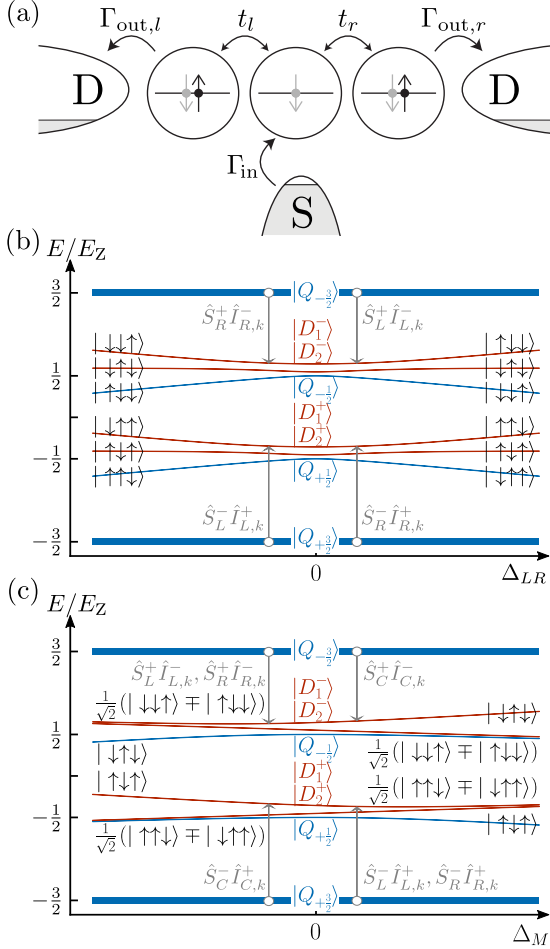 (a)
Γout,l tl tr Γout,r
D D
Γin
S
(b)
E/EZ
3/2 |Q−3/2⟩
Ŝ+R Î−R,k Ŝ+L Î−L,k
|↓↓↑⟩ |D−1⟩ |↑↓↓⟩
|↓↑↓⟩ |D−2⟩ |↓↑↓⟩
1/2
|↑↓↓⟩ |Q−1/2⟩ |↓↓↑⟩
|↓↑↑⟩ |D+1⟩ |↑↑↓⟩
|↑↓↑⟩ |D+2⟩ |↑↓↑⟩
−1/2
|↑↑↓⟩ |Q+1/2⟩ |↓↑↑⟩
Ŝ−L Î+L,k Ŝ−R Î+R,k
−3/2 |Q+3/2⟩
0 ΔLR
(c)
E/EZ
3/2 |Q−3/2⟩
Ŝ+L Î−L,k, Ŝ+R Î−R,k Ŝ+C Î−C,k
1/√2(|↓↓↑⟩ ∓ |↑↓↓⟩) |D−1⟩
|D−2⟩ |↓↑↓⟩
1/2
|↓↑↓⟩ |Q−1/2⟩ 1/√2(|↓↓↑⟩ ∓ |↑↓↓⟩)
|↑↓↑⟩ |D+1⟩ 1/√2(|↑↑↓⟩ ∓ |↓↑↑⟩)
|D+2⟩
−1/2
1/√2(|↑↑↓⟩ ∓ |↓↑↑⟩) |Q+1/2⟩ |↑↓↑⟩
Ŝ−C Î+C,k Ŝ−L Î+L,k, Ŝ−R Î+R,k
−3/2 |Q+3/2⟩
0 ΔM